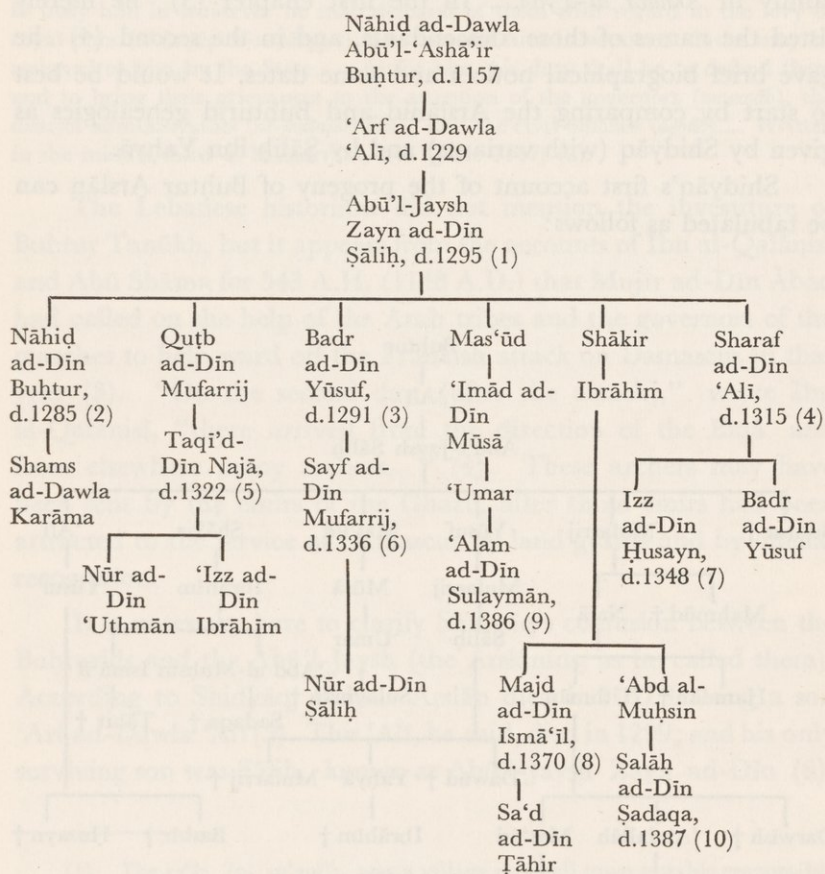 Nāhiḍ ad-Dawla
Abū’l-‘Ashā’ir
Buḥtur, d.1157
‘Arf ad-Dawla
‘Ali, d.1229
Abū’l-Jaysh
Zayn ad-Dīn
Ṣāliḥ, d.1295 (1)
Nāhiḍ
ad-Dīn
Buḥtur,
d.1285 (2)
Shams
ad-Dawla
Karāma
Quṭb
ad-Dīn
Mufarrij
Taqi’d-
Dīn Najā,
d.1322 (5)
Nūr ad-
Dīn
‘Uthmān
‘Izz ad-
Dīn
Ibrāhīm
Badr
ad-Dīn
Yūsuf,
d.1291 (3)
Sayf ad-
Dīn
Mufarrij,
d.1336 (6)
Nūr ad-Dīn
Ṣāliḥ
Mas‘ūd
‘Imād ad-
Dīn
Mūsā
‘Umar
‘Alam
ad-Dīn
Sulaymān,
d.1386 (9)
Shākir
Ibrāhīm
Majd
ad-Dīn
Ismā‘īl,
d.1370 (8)
Sa‘d
ad-Dīn
Ṭāhir
‘Abd al-
Muḥsin
Ṣalāḥ
ad-Dīn
Ṣadaqa,
d.1387 (10)
Sharaf
ad-Dīn
‘Alī,
d.1315 (4)
Izz
ad-Dīn
Ḥusayn,
d.1348 (7)
Badr
ad-Dīn
Yūsuf